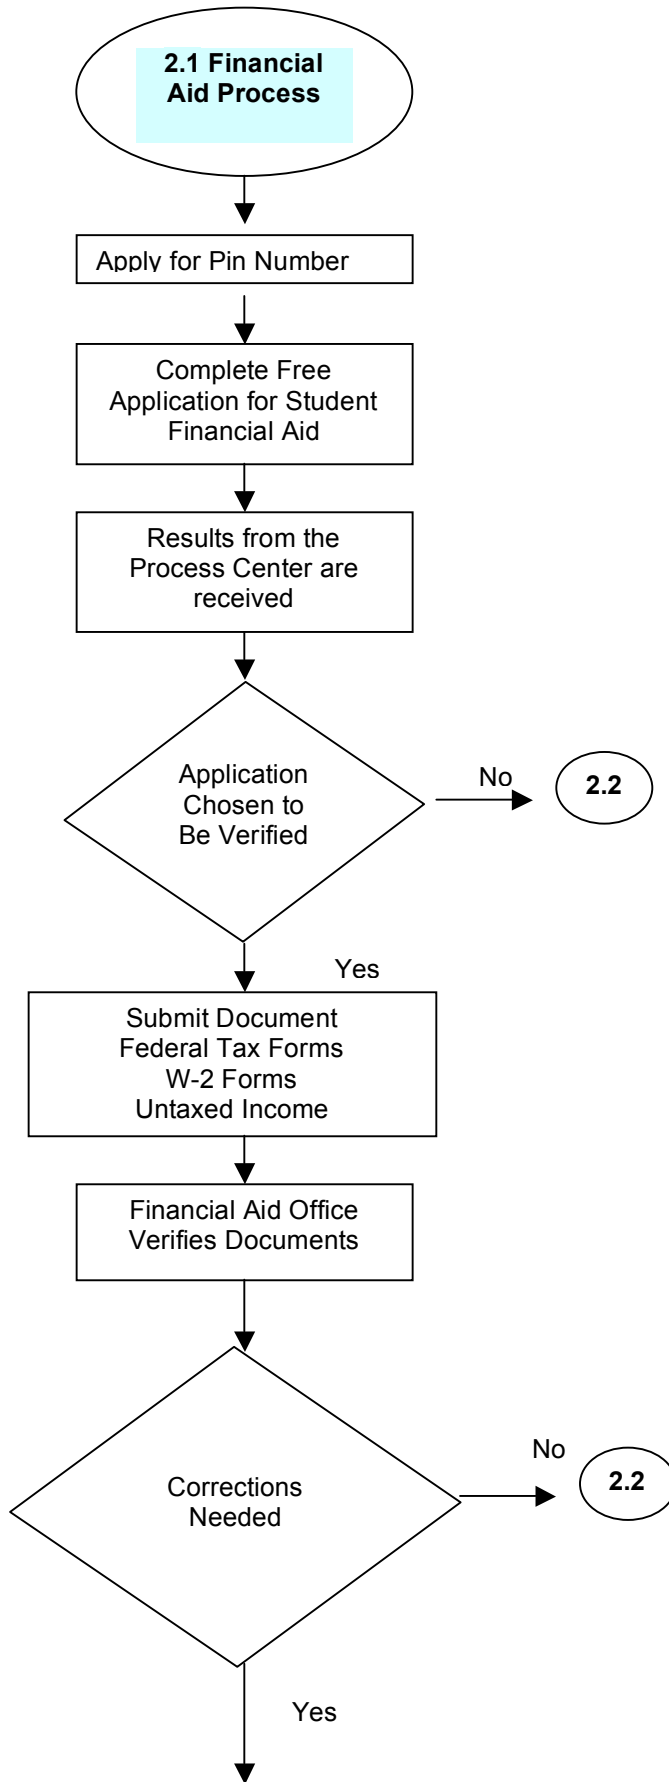 2.1 Financial
Aid Process
Apply for Pin Number
Complete Free
Application for Student
Financial Aid
Results from the
Process Center are
received
Application
Chosen to
Be Verified
No
2.2
Yes
Submit Document
Federal Tax Forms
W-2 Forms
Untaxed Income
Financial Aid Office
Verifies Documents
Corrections
Needed
No
2.2
Yes